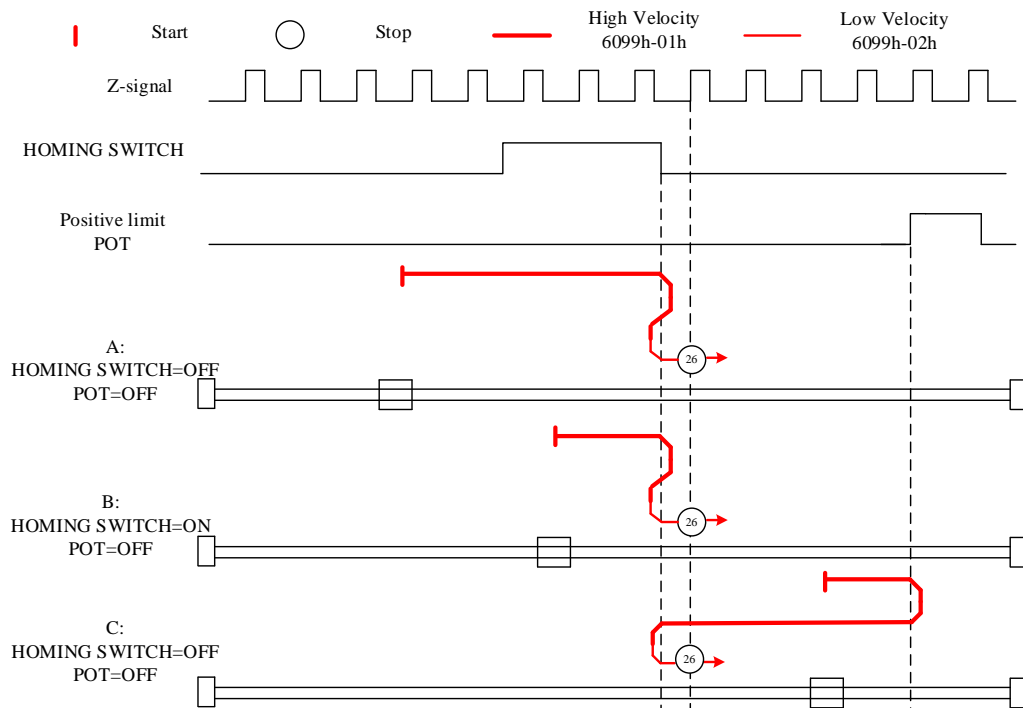 Start
Stop
High Velocity
6099h-01h
Low Velocity
6099h-02h
Z-signal
HOMING SWITCH
Positive limit
POT
26
A:
HOMING SWITCH=OFF
POT=OFF
26
B:
HOMING SWITCH=ON
POT=OFF
26
C:
HOMING SWITCH=OFF
POT=OFF